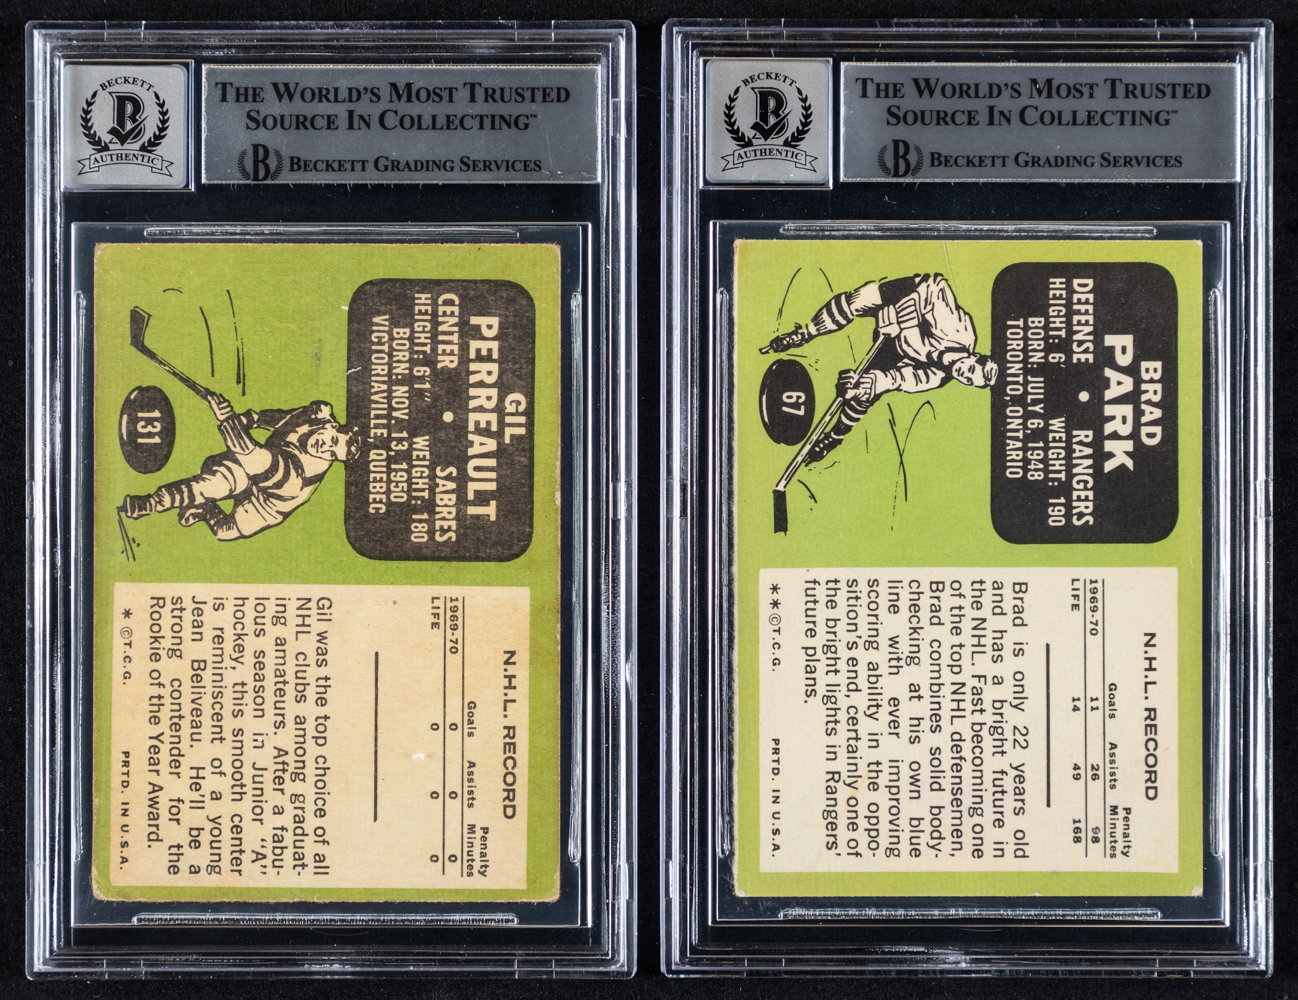 BECKETT
B
AUTHENTIC
THE WORLD'S MOST TRUSTED
SOURCE IN COLLECTING™
B BECKETT GRADING SERVICES
GIL
PERREAULT
CENTER • SABRES
HEIGHT: 6'1" WEIGHT: 180
BORN: NOV. 13, 1950
VICTORIAVILLE, QUEBEC
131
N.H.L. RECORD
Goals Assists Penalty Minutes
1969-70 0 0 0
LIFE 0 0 0
Gil was the top choice of all
NHL clubs among graduat-
ing amateurs. After a fabu-
lous season in Junior "A"
hockey, this smooth center
is reminiscent of a young
Jean Beliveau. He'll be a
strong contender for the
Rookie of the Year Award.
* ©T.C.G. PRTD. IN U.S.A.
BECKETT
B
AUTHENTIC
THE WORLD'S MOST TRUSTED
SOURCE IN COLLECTING™
B BECKETT GRADING SERVICES
BRAD
PARK
DEFENSE • RANGERS
HEIGHT: 6' WEIGHT: 190
BORN: JULY 6, 1948
TORONTO, ONTARIO
67
N.H.L. RECORD
Goals Assists Penalty Minutes
1969-70 11 26 98
LIFE 14 49 168
Brad is only 22 years old
and has a bright future in
the NHL. Fast becoming one
of the top NHL defensemen,
Brad combines solid body-
checking at his own blue
line with ever improving
scoring ability in the oppo-
sition's end, certainly one of
the bright lights in Rangers'
future plans.
**©T.C.G. PRTD. IN U.S.A.